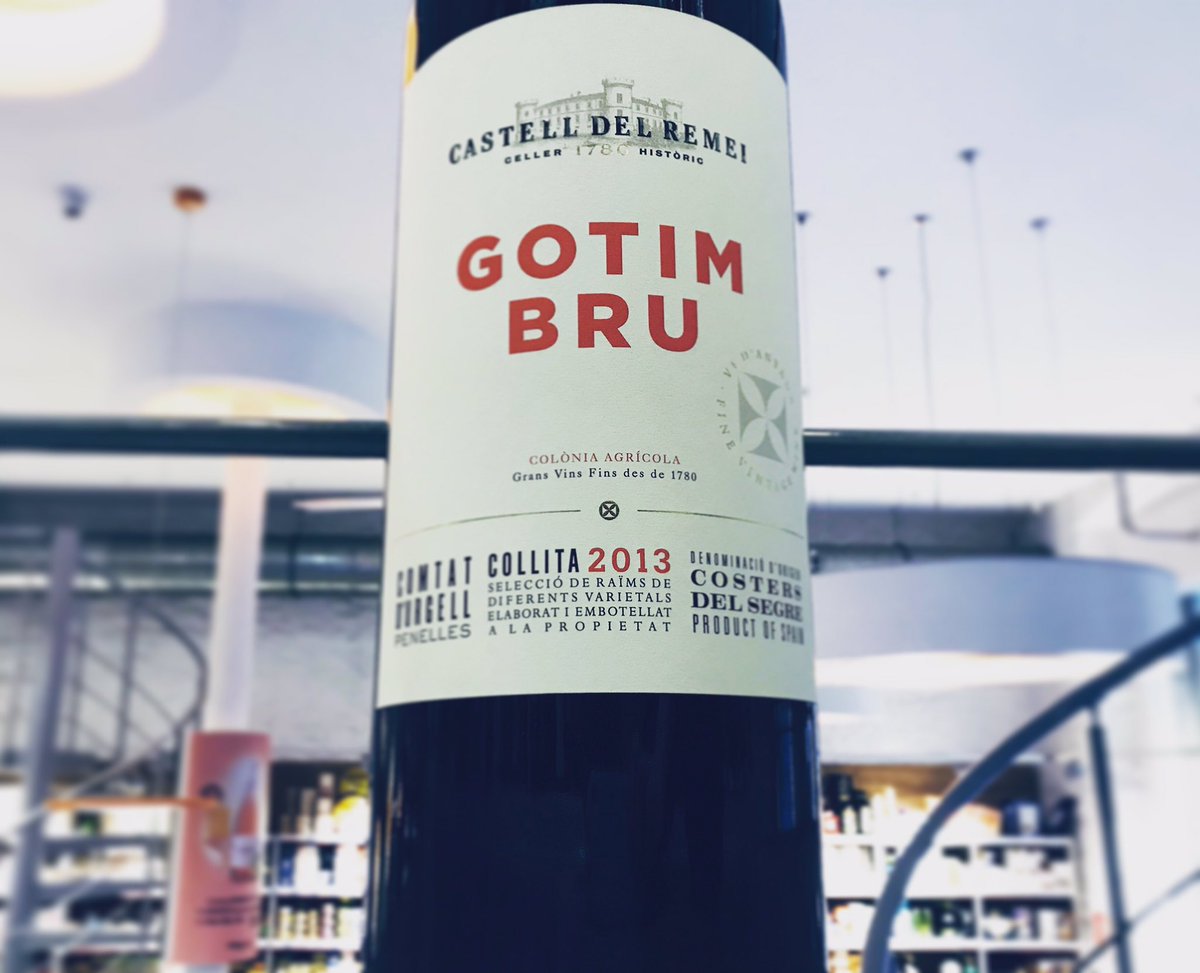 CASTELL DEL REMEI
CELLER 1780 HISTÒRIC
GOTIM
BRU
FINE VINTAGE
COLÒNIA AGRÍCOLA
Grans Vins Fins des de 1780
COMTAT
D'URGELL
PENELLES
COLLITA 2013
SELECCIÓ DE RAÏMS DE
DIFERENTS VARIETALS
ELABORAT I EMBOTELLAT
A LA PROPIETAT
DENOMINACIÓ D'ORIGEN
COSTERS
DEL SEGRE
PRODUCT OF SPAIN